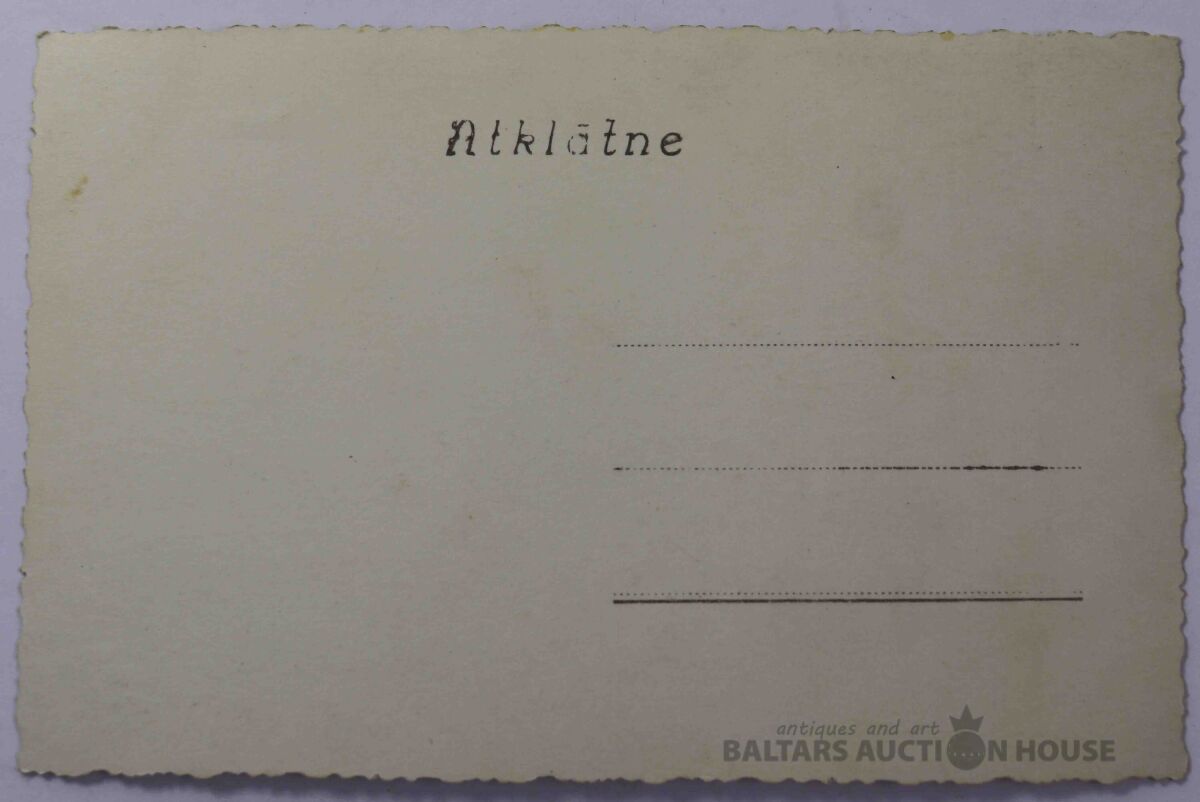 Atklātne
antiques and art
BALTARS AUCTION HOUSE